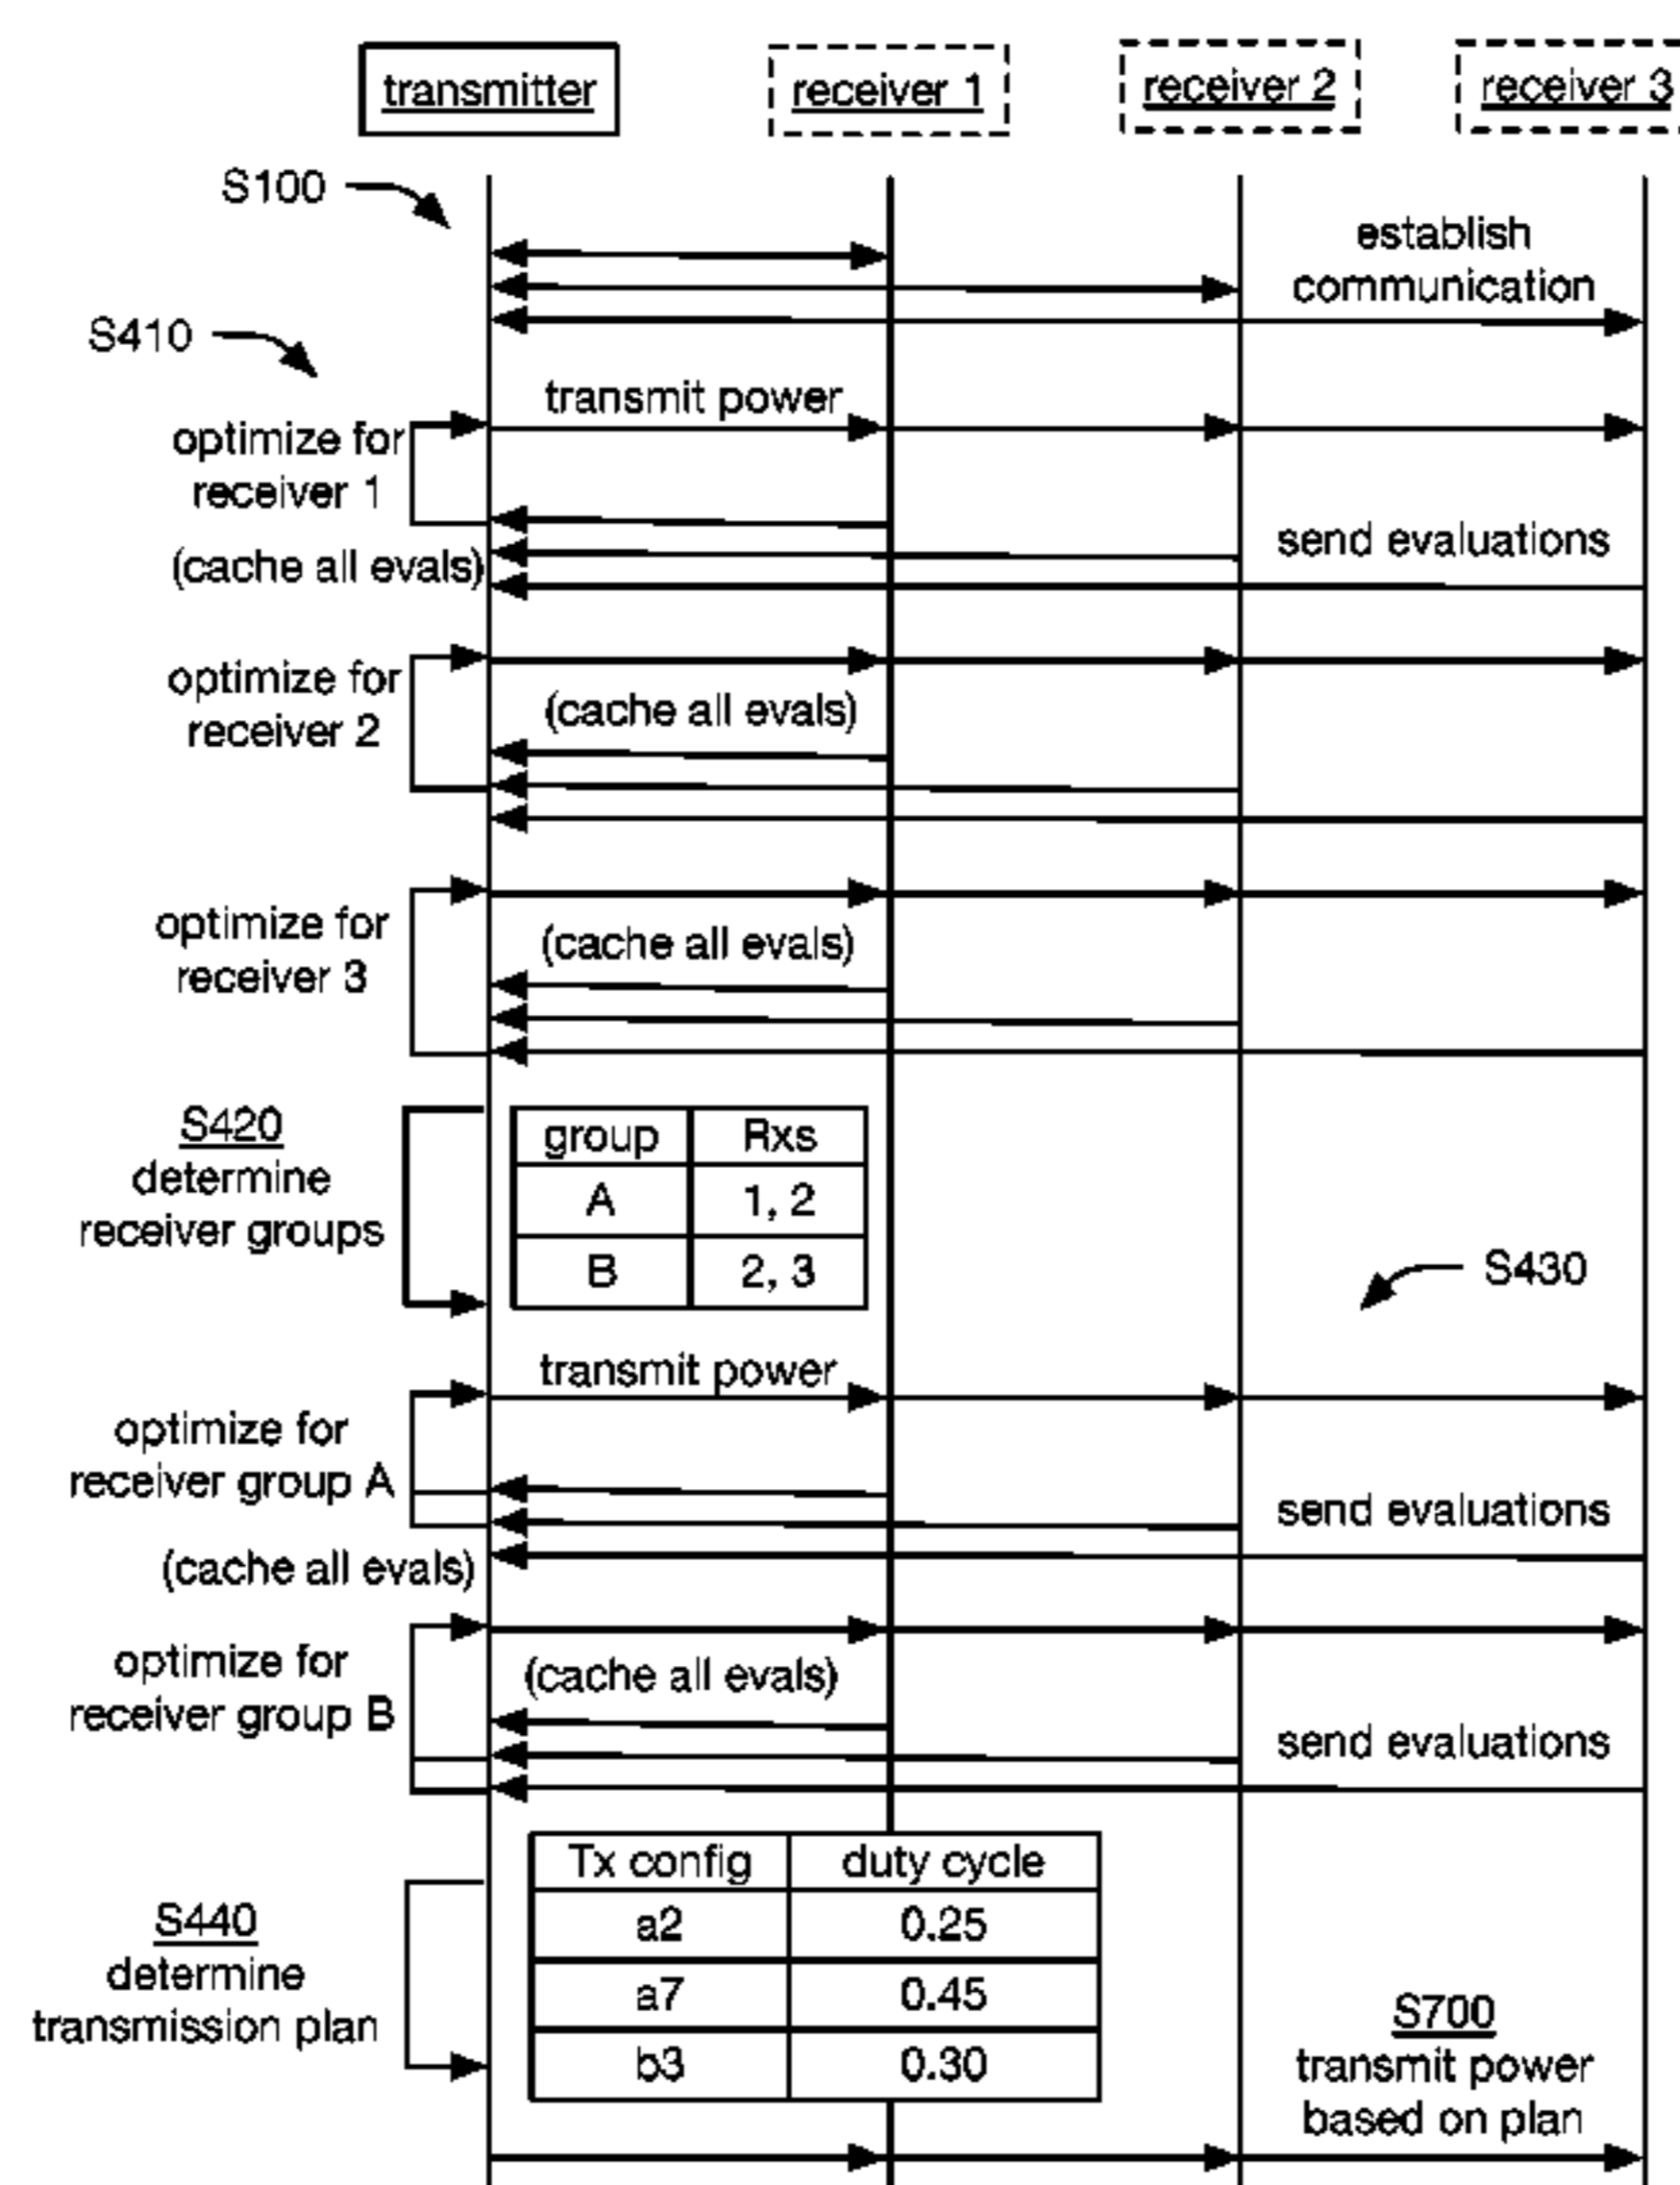 transmitter
receiver 1
receiver 2
receiver 3
S100
establish
communication
S410
transmit power
optimize for
receiver 1
send evaluations
(cache all evals)
optimize for
receiver 2
(cache all evals)
optimize for
receiver 3
(cache all evals)
S420
determine
receiver groups
group Rxs
A 1, 2
B 2, 3
S430
transmit power
optimize for
receiver group A
send evaluations
(cache all evals)
optimize for
receiver group B
(cache all evals)
send evaluations
S440
determine
transmission plan
Tx config duty cycle
a2 0.25
a7 0.45
b3 0.30
S700
transmit power
based on plan